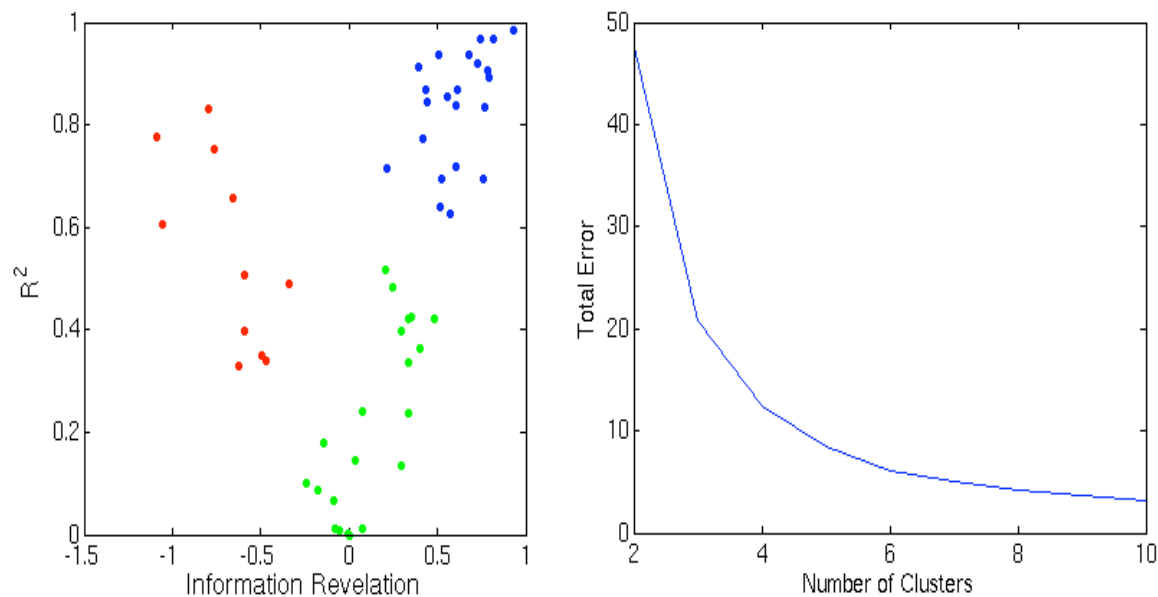 1
0.8
0.6
0.4
0.2
0
R²
-1.5 -1 -0.5 0 0.5 1
Information Revelation
50
40
30
20
10
0
Total Error
2 4 6 8 10
Number of Clusters